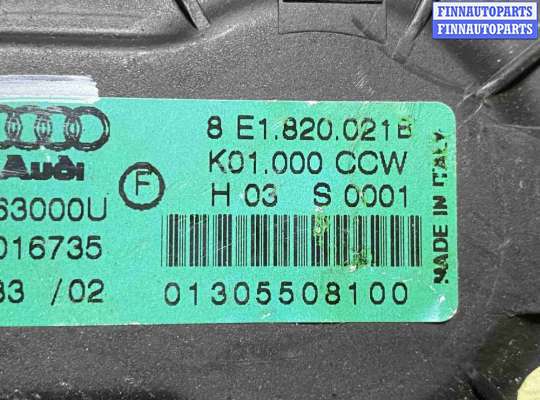 FINNAUTOPARTS
FINNAUTOPARTS
8 E1.820.021B
Audi
K01.000 CCW
F
H 03 S 0001
63000U
016735
33 /02
01305508100
MADE IN ITALY